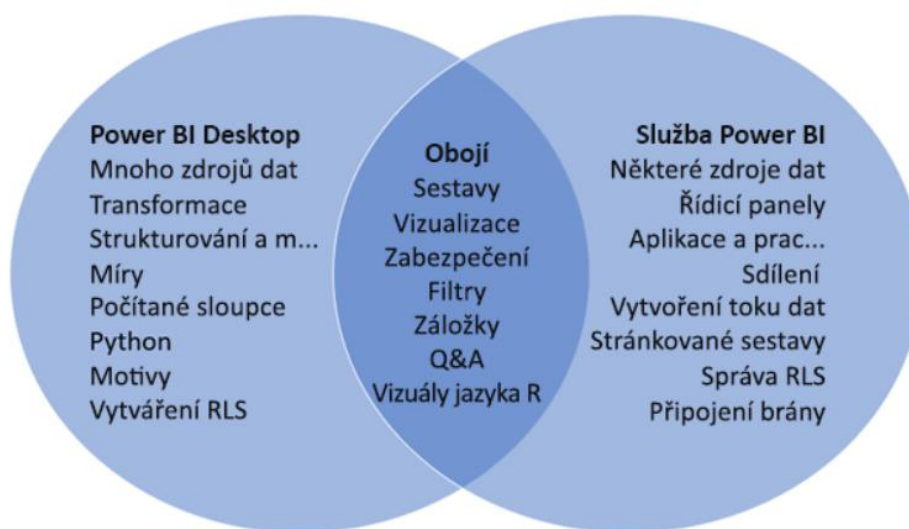 Power BI Desktop
Mnoho zdrojů dat
Transformace
Strukturování a m...
Míry
Počítané sloupce
Python
Motivy
Vytváření RLS
Obojí
Sestavy
Vizualizace
Zabezpečení
Filtry
Záložky
Q&A
Vizuály jazyka R
Služba Power BI
Některé zdroje dat
Řídicí panely
Aplikace a prac...
Sdílení
Vytvoření toku dat
Stránkované sestavy
Správa RLS
Připojení brány